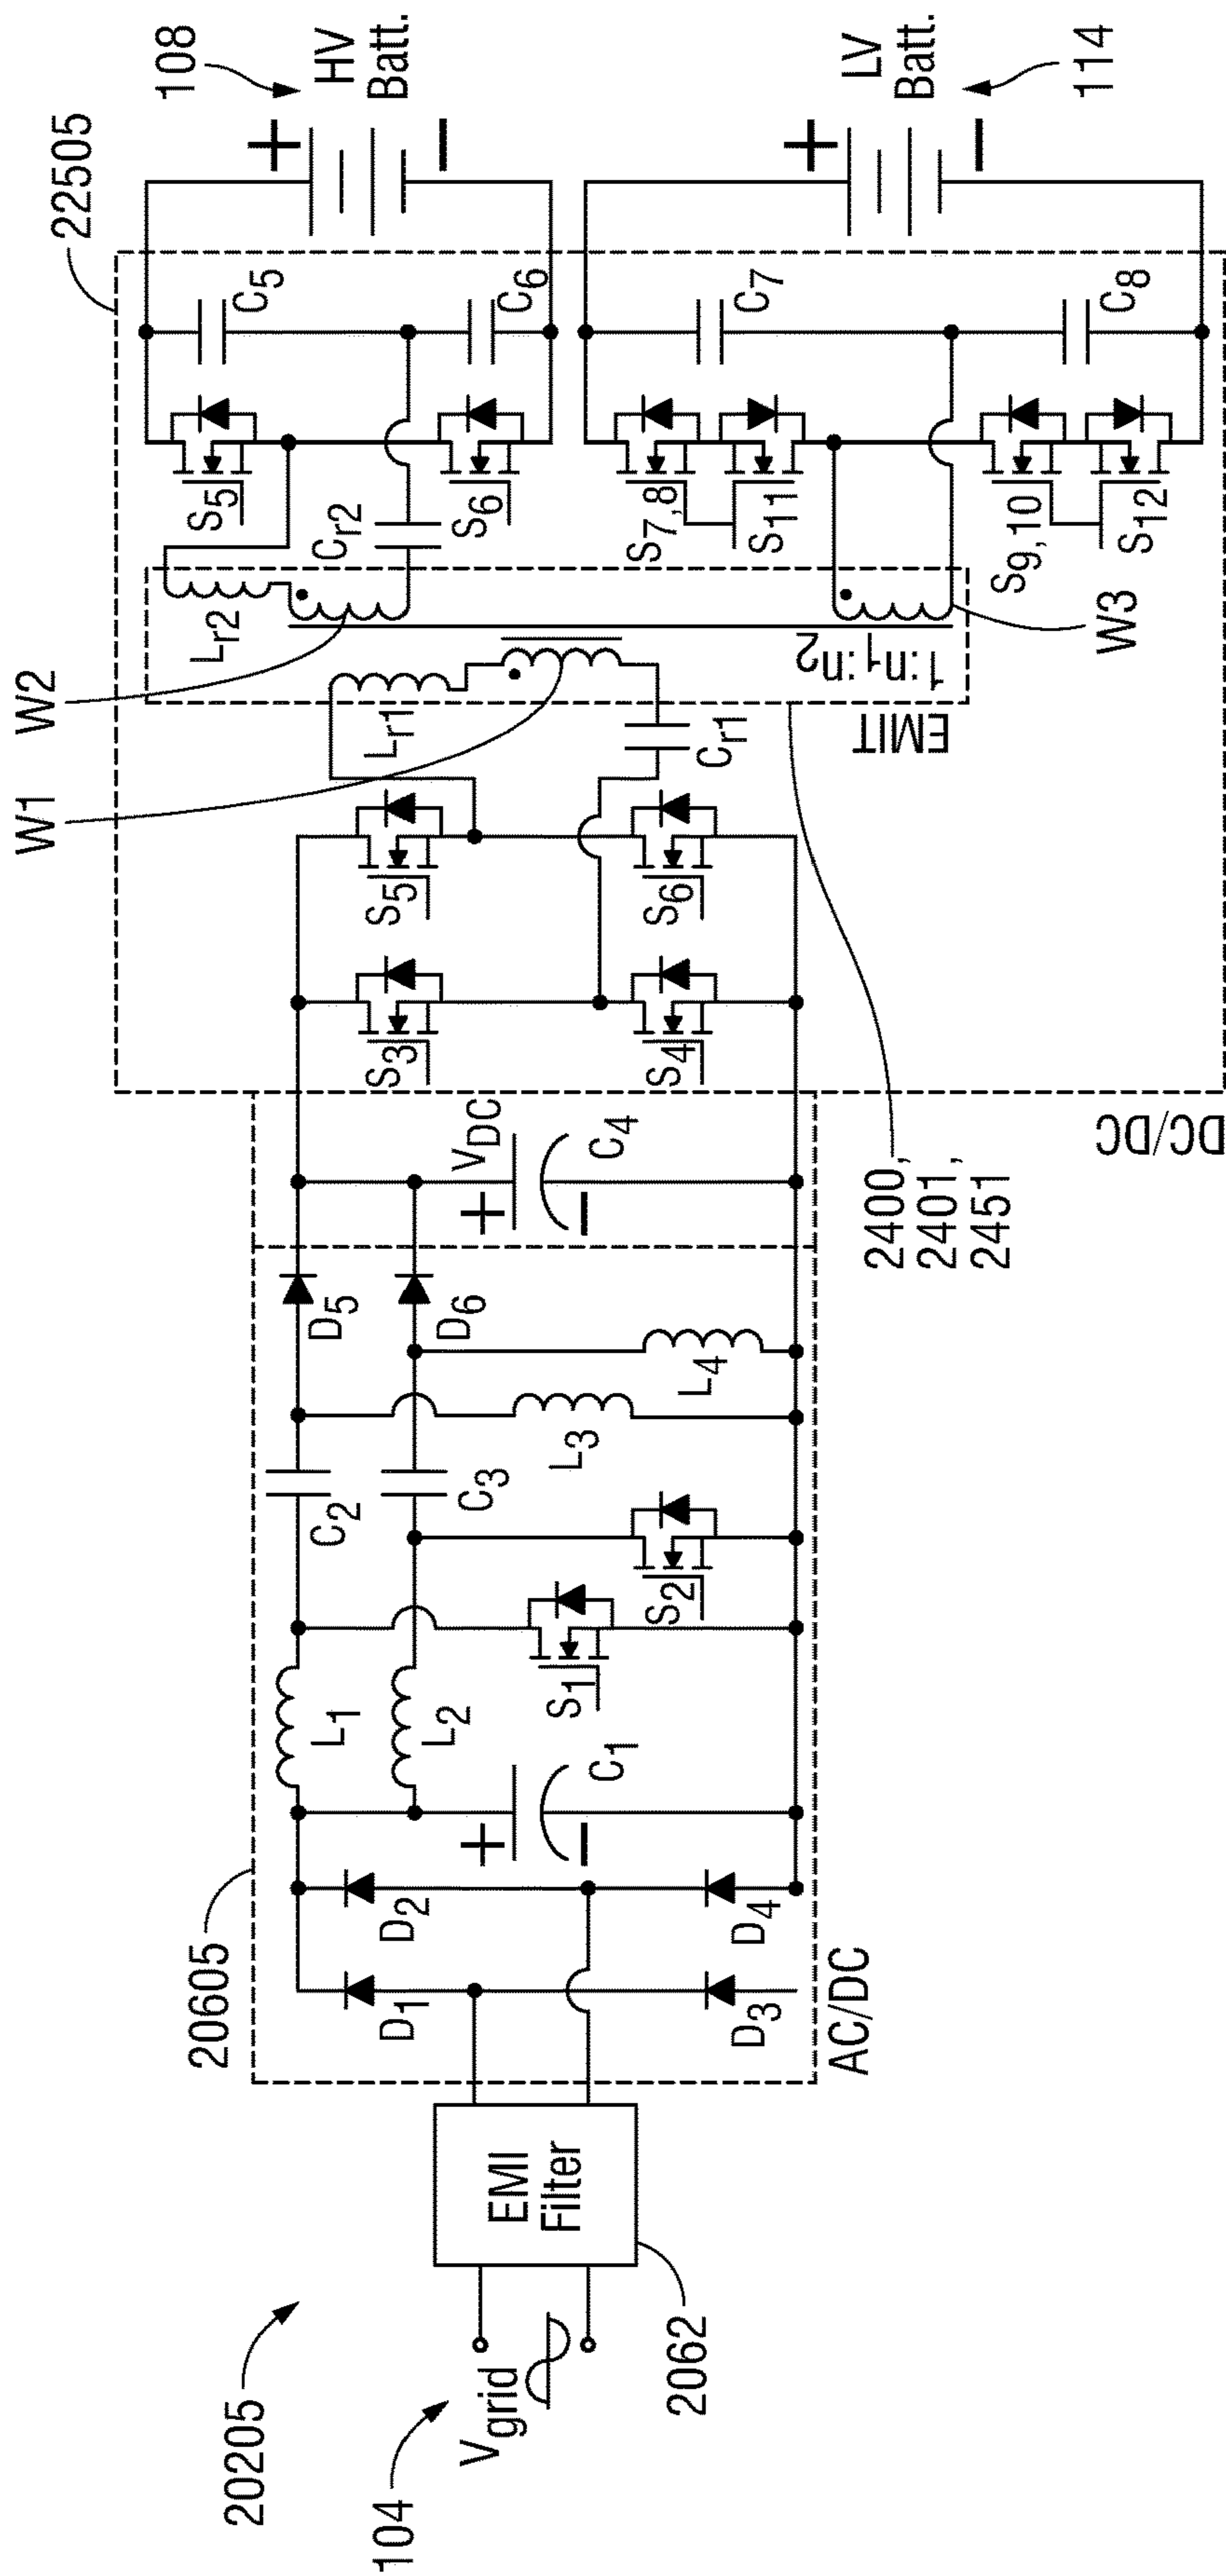 20205
104
Vgrid
EMI
Filter
2062
20605
AC/DC
D1
D2
D3
D4
+
−
C1
L1
L2
S1
S2
C2
C3
L3
L4
D5
D6
+
VDC
−
C4
22505
DC/DC
S3
S4
S5
S6
Lr1
Cr1
W1
W2
W3
EMIT
1:n1:n2
2400,
2401,
2451
Lr2
Cr2
S5
S6
S7,8
S11
S9,10
S12
C5
C6
C7
C8
+
−
HV
Batt.
108
+
−
LV
Batt.
114